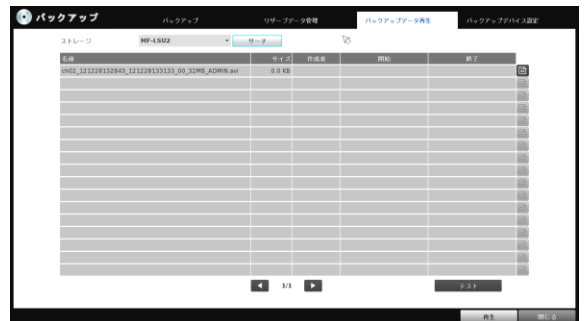 バックアップ
バックアップ リザーブデータ管理 バックアップデータ再生 バックアップデバイス設定
ストレージ MF-LSU2 サーチ
名前 サイズ 作成者 開始 終了
ch02_121228132843_121228133133_00_32MB_ADMIN.avi 0.0 KB
1/1 テスト
再生 閉じる